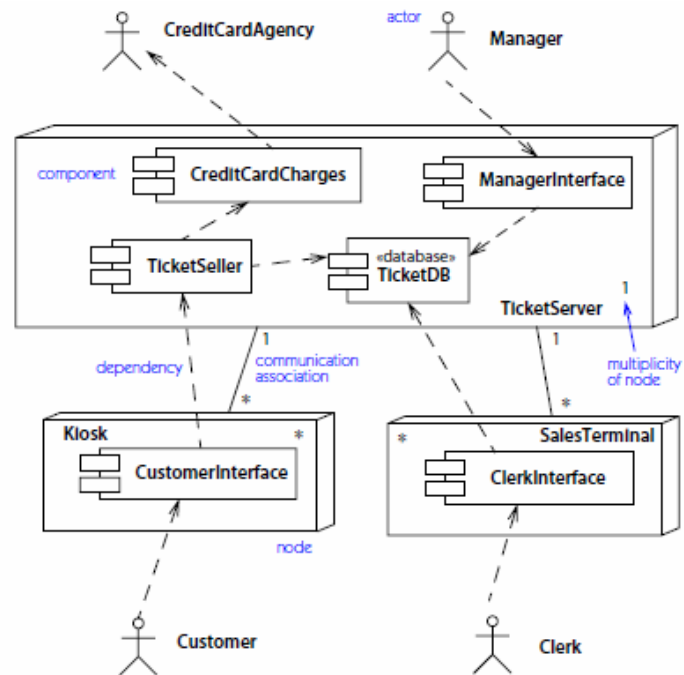 CreditCardAgency
actor
Manager
component
CreditCardCharges
ManagerInterface
TicketSeller
«database»
TicketDB
1
TicketServer
1
1
dependency
communication
association
multiplicity
of node
*
*
Kiosk
*
*
SalesTerminal
CustomerInterface
ClerkInterface
node
Customer
Clerk